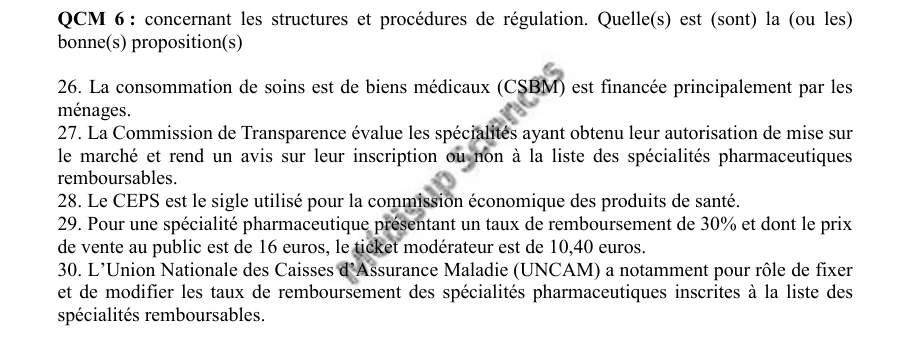 QCM 6 : concernant les structures et procédures de régulation. Quelle(s) est (sont) la (ou les)
bonne(s) proposition(s)
26. La consommation de soins est de biens médicaux (CSBM) est financée principalement par les
ménages.
27. La Commission de Transparence évalue les spécialités ayant obtenu leur autorisation de mise sur
le marché et rend un avis sur leur inscription ou non à la liste des spécialités pharmaceutiques
remboursables.
28. Le CEPS est le sigle utilisé pour la commission économique des produits de santé.
29. Pour une spécialité pharmaceutique présentant un taux de remboursement de 30% et dont le prix
de vente au public est de 16 euros, le ticket modérateur est de 10,40 euros.
30. L’Union Nationale des Caisses d’Assurance Maladie (UNCAM) a notamment pour rôle de fixer
et de modifier les taux de remboursement des spécialités pharmaceutiques inscrites à la liste des
spécialités remboursables.
Médisup Sciences